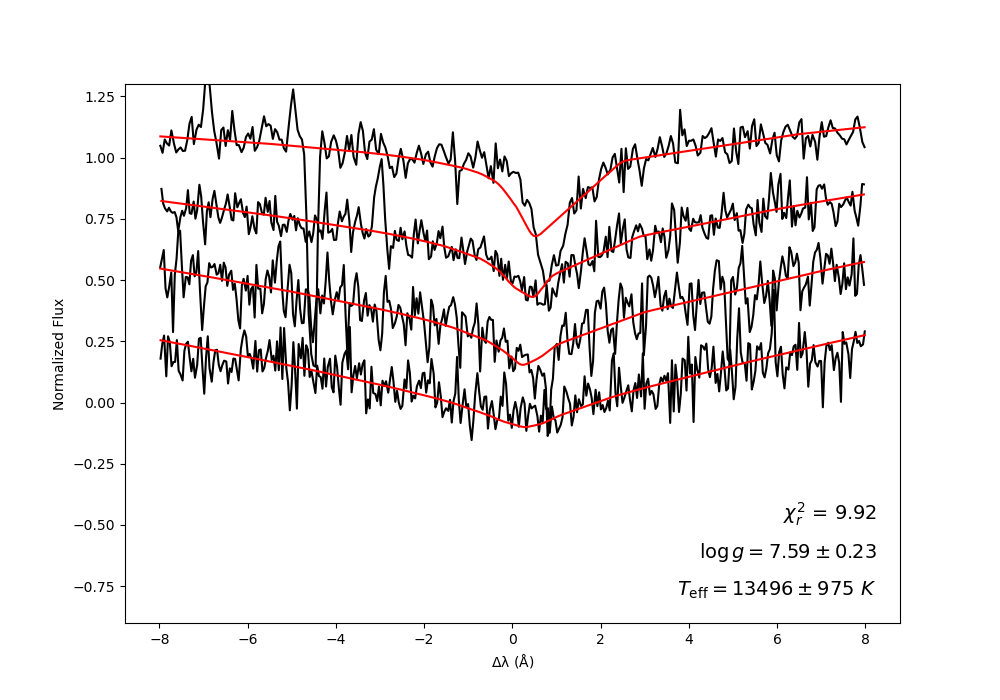 1.25
1.00
0.75
0.50
0.25
0.00
−0.25
−0.50
−0.75
Normalized Flux
χ²ᵣ = 9.92
log g = 7.59 ± 0.23
T_eff = 13496 ± 975 K
−8 −6 −4 −2 0 2 4 6 8
Δλ (Å)